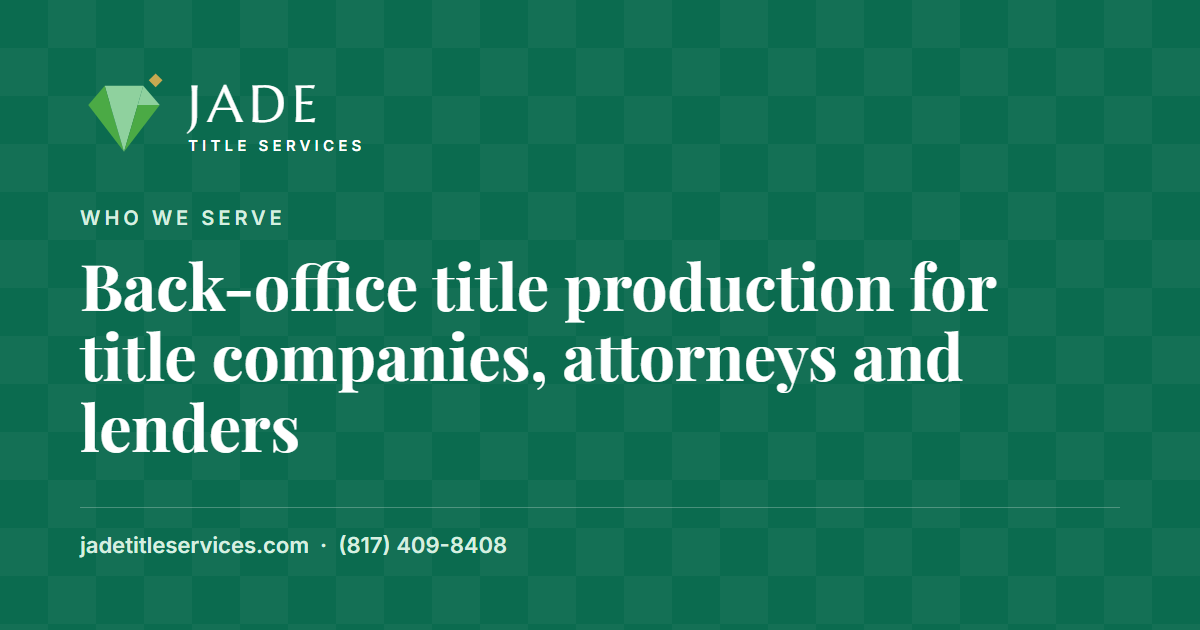 JADE
TITLE SERVICES
WHO WE SERVE
Back-office title production for
title companies, attorneys and
lenders
jadetitleservices.com · (817) 409-8408